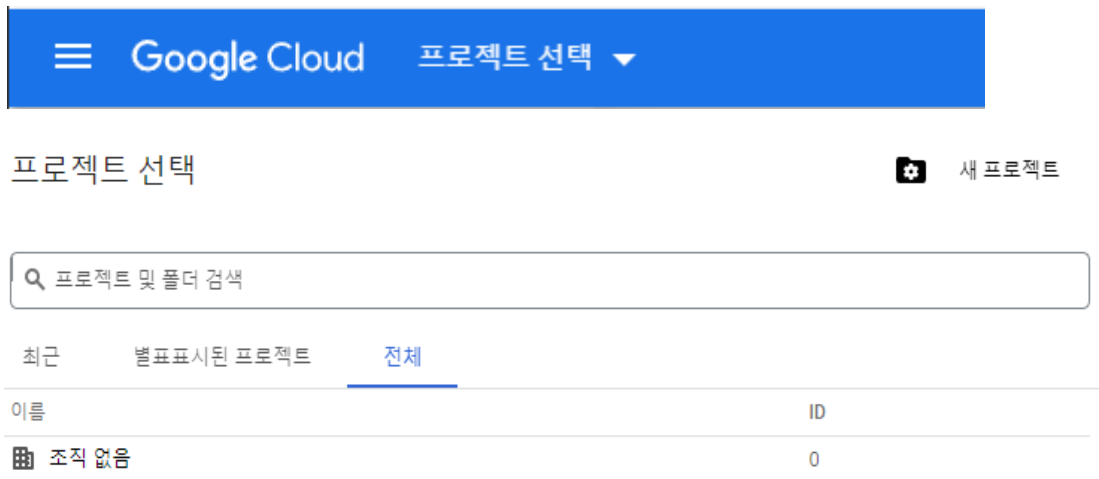 Google Cloud 프로젝트 선택
프로젝트 선택 새 프로젝트
프로젝트 및 폴더 검색
최근 별표표시된 프로젝트 전체
이름 ID
조직 없음 0